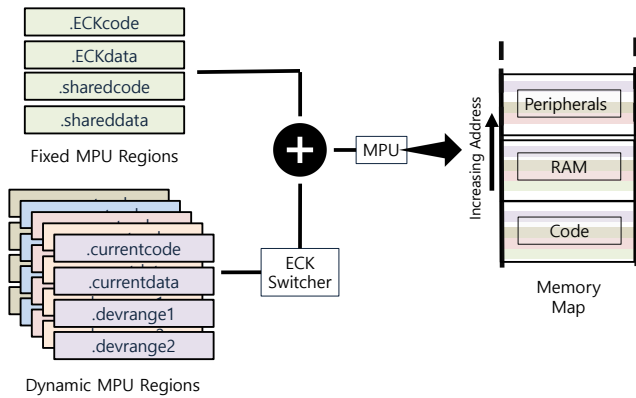 .ECKcode
.ECKdata
.sharedcode
.shareddata
Fixed MPU Regions
.currentcode
.currentdata
.devrange1
.devrange2
Dynamic MPU Regions
ECK
Switcher
+
MPU
Increasing Address
Peripherals
RAM
Code
Memory
Map